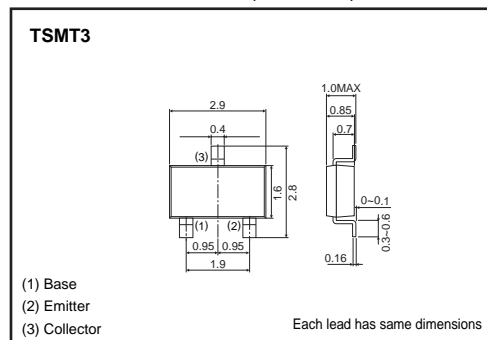 TSMT3
1.0MAX
2.9
0.85
0.4
0.7
(3)
1.6
2.8
0~0.1
(1)
(2)
0.3~0.6
0.95
0.95
1.9
0.16
(1) Base
(2) Emitter
(3) Collector
Each lead has same dimensions